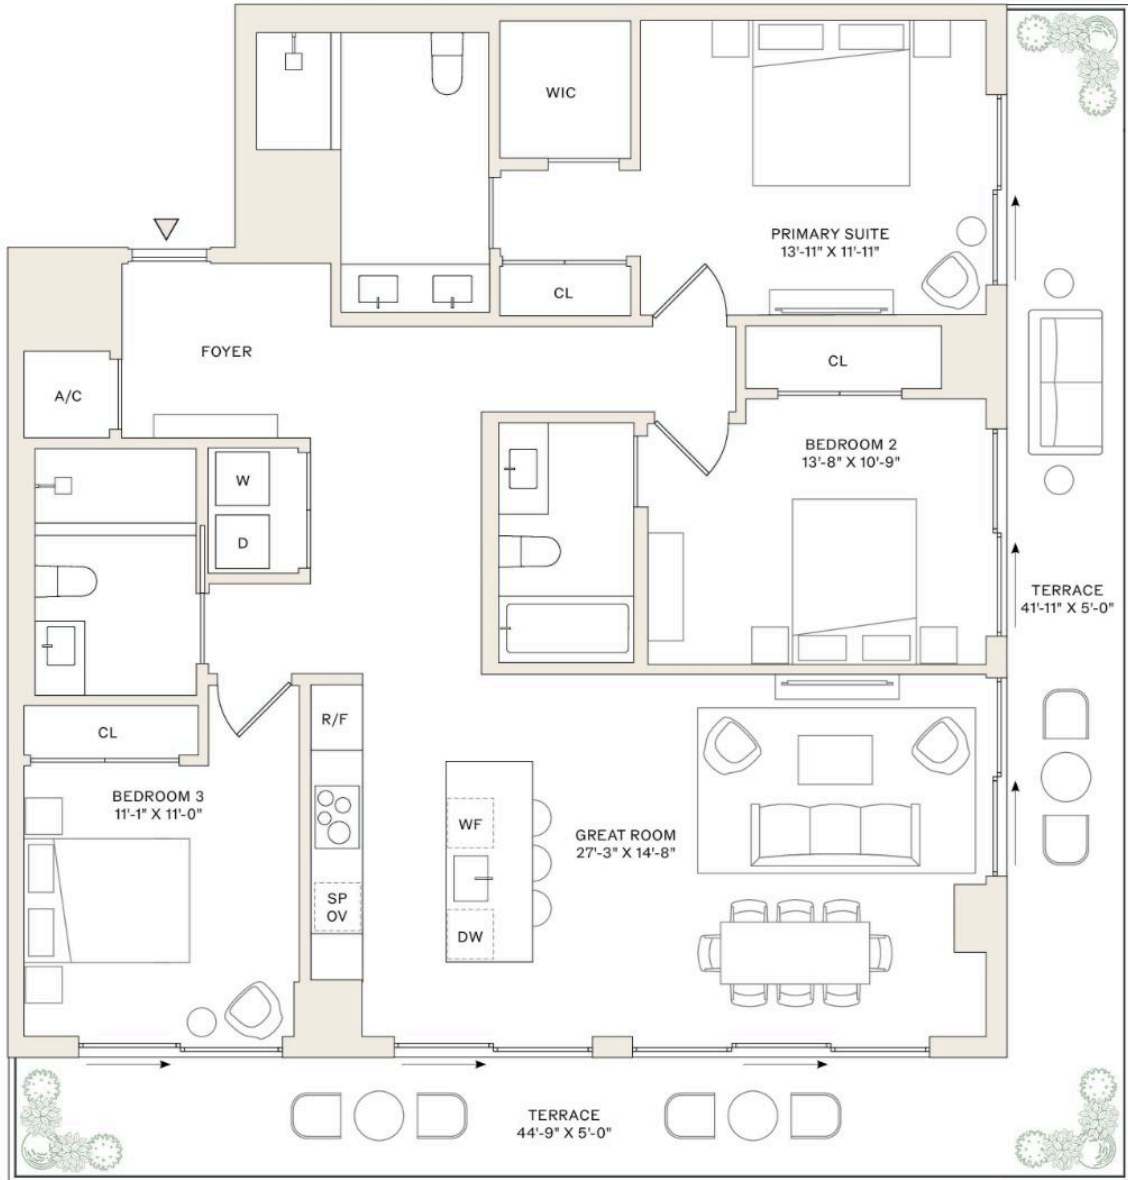 WIC
PRIMARY SUITE
13'-11" X 11'-11"
CL
FOYER
CL
A/C
BEDROOM 2
13'-8" X 10'-9"
W
D
TERRACE
41'-11" X 5'-0"
R/F
CL
BEDROOM 3
11'-1" X 11'-0"
WF
GREAT ROOM
27'-3" X 14'-8"
SP
OV
DW
TERRACE
44'-9" X 5'-0"